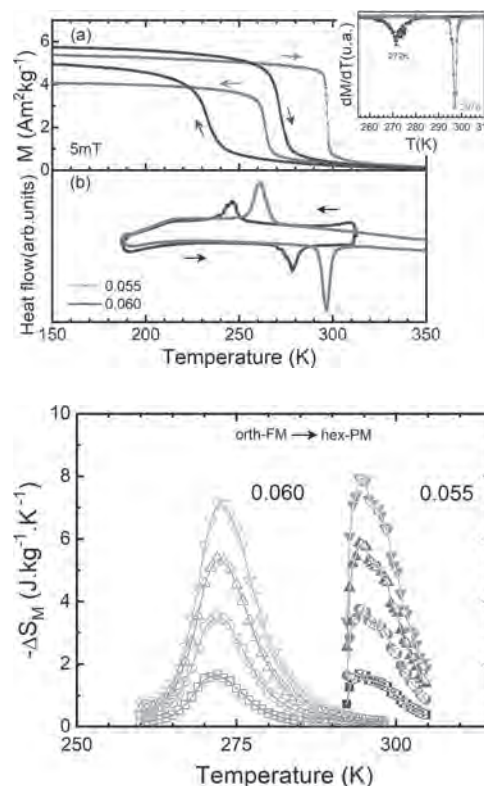 (a)
M (Am²kg⁻¹)
6
4
2
0
5mT
dM/dT(u.a.)
272K
260 270 280 290 300 310
T(K)
(b)
Heat flow(arb.units)
0.055
0.060
150 200 250 300 350
Temperature (K)
-ΔS_M (J.kg⁻¹.K⁻¹)
10
8
6
4
2
0
orth-FM → hex-PM
0.060
0.055
250 275 300
Temperature (K)